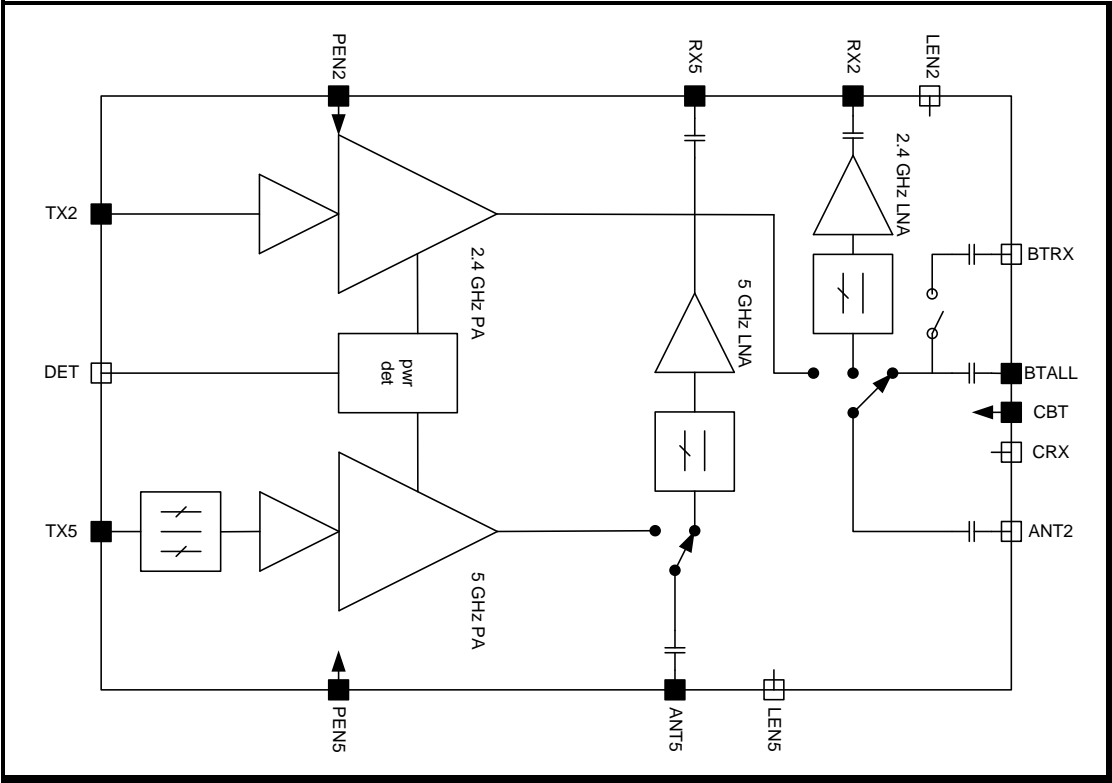 PEN2
RX5
RX2
LEN2
2.4 GHz LNA
TX2
2.4 GHz PA
BTRX
5 GHz LNA
DET
pwr
det
BTALL
CBT
CRX
TX5
ANT2
5 GHz PA
PEN5
ANT5
LEN5